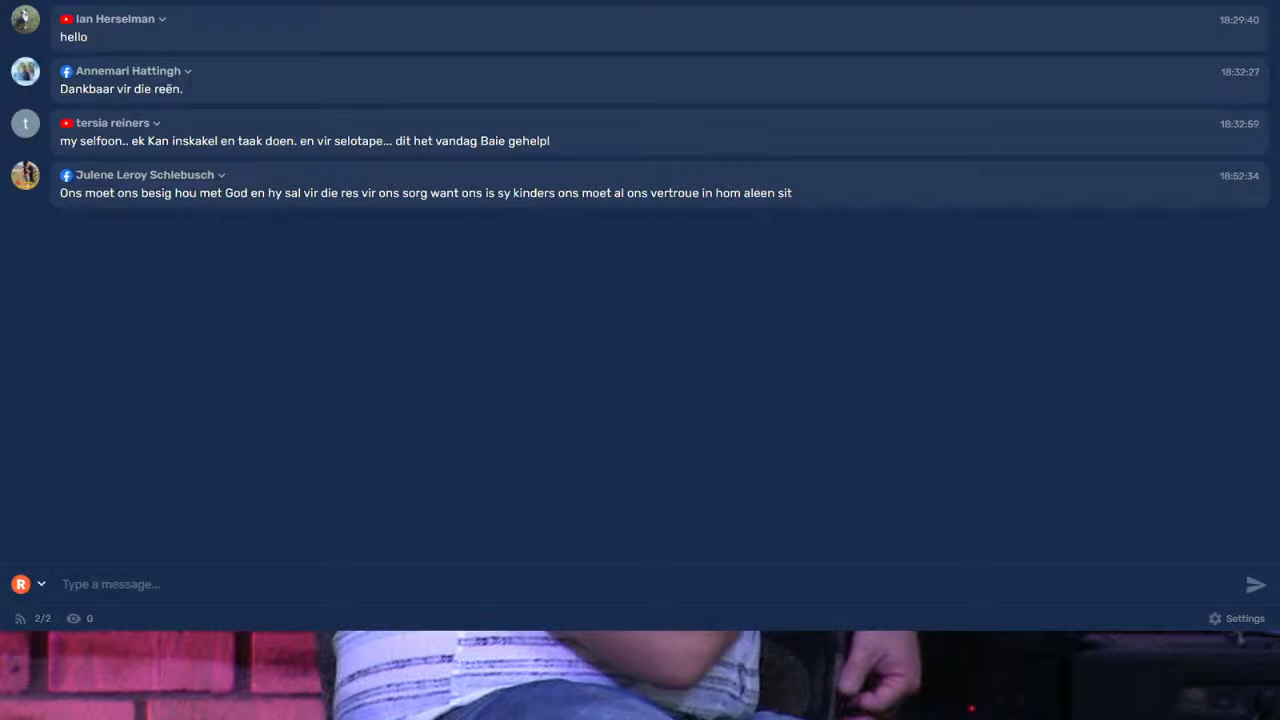 Ian Herselman 18:29:40
hello
Annemari Hattingh 18:32:27
Dankbaar vir die reën.
t tersia reiners 18:32:59
my selfoon.. ek Kan inskakel en taak doen. en vir selotape... dit het vandag Baie gehelp!
Julene Leroy Schlebusch 18:52:34
Ons moet ons besig hou met God en hy sal vir die res vir ons sorg want ons is sy kinders ons moet al ons vertroue in hom aleen sit
R Type a message...
2/2 0 Settings